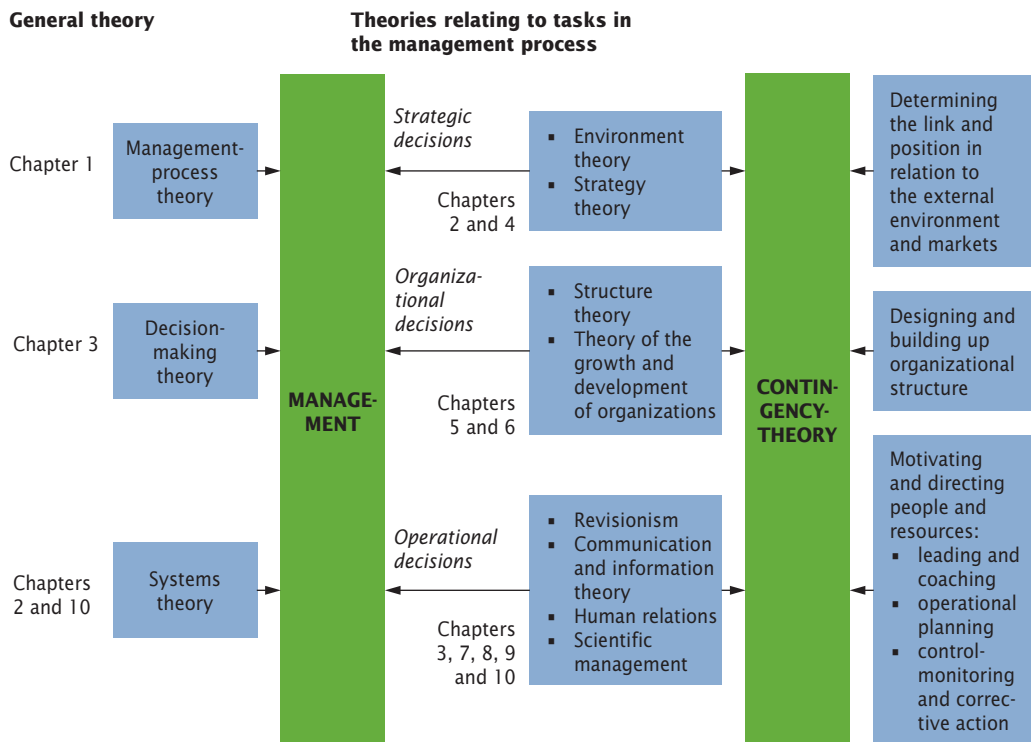 General theory
Theories relating to tasks in
the management process
Chapter 1
Management-
process
theory
Strategic
decisions
Chapters
2 and 4
▪ Environment
theory
▪ Strategy
theory
Determining
the link and
position in
relation to
the external
environment
and markets
Chapter 3
Decision-
making
theory
MANAGE-
MENT
Organiza-
tional
decisions
Chapters
5 and 6
▪ Structure
theory
▪ Theory of the
growth and
development
of organizations
CONTIN-
GENCY-
THEORY
Designing and
building up
organizational
structure
Chapters
2 and 10
Systems
theory
Operational
decisions
Chapters
3, 7, 8, 9
and 10
▪ Revisionism
▪ Communication
and information
theory
▪ Human relations
▪ Scientific
management
Motivating
and directing
people and
resources:
▪ leading and
coaching
▪ operational
planning
▪ control-
monitoring
and correc-
tive action